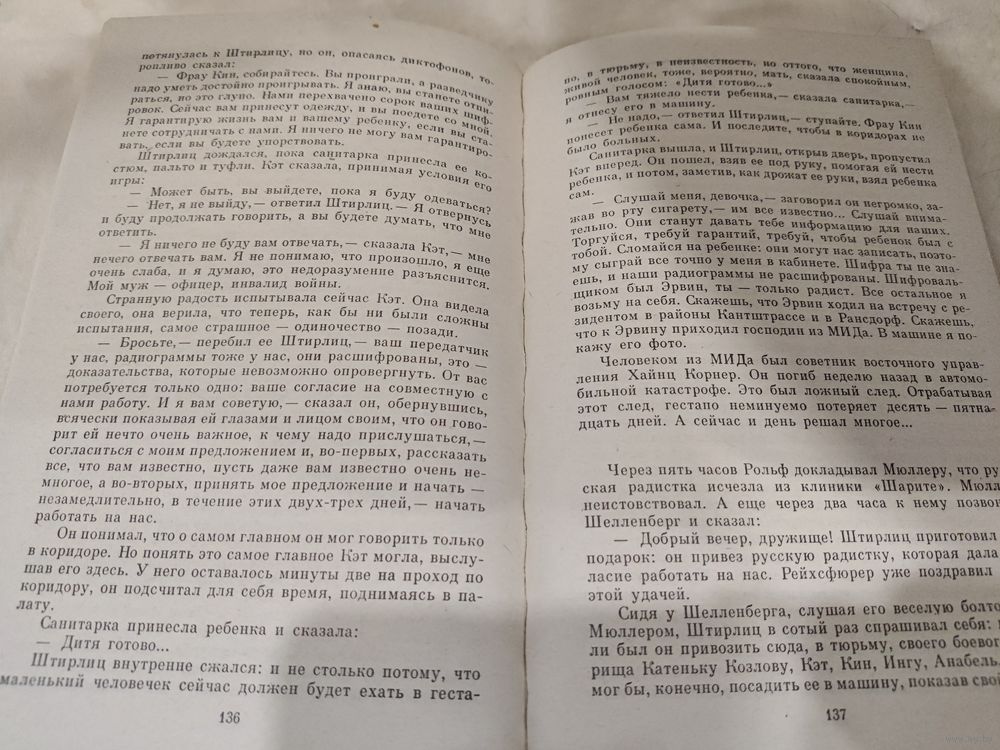 потянулась к Штирлицу, но он, опасаясь диктофонов, то-
ропливо сказал:
— Фрау Кин, собирайтесь. Вы проиграли, а разведчику
надо уметь достойно проигрывать. Я знаю, вы станете отпи-
раться, но это глупо. Нами перехвачено сорок ваших шиф-
ровок. Сейчас вам принесут одежду, и вы поедете со мной.
Я гарантирую жизнь вам и вашему ребенку, если вы ста-
нете сотрудничать с нами. Я ничего не могу вам гарантиро-
вать, если вы будете упорствовать.
Штирлиц дождался, пока санитарка принесла ее ко-
стюм, пальто и туфли. Кэт сказала, принимая условия его
игры:
— Может быть, вы выйдете, пока я буду одеваться?
— Нет, я не выйду,— ответил Штирлиц.— Я отвернусь
и буду продолжать говорить, а вы будете думать, что мне
ответить.
— Я ничего не буду вам отвечать,— сказала Кэт,— мне
нечего отвечать вам. Я не понимаю, что произошло, я еще
очень слаба, и я думаю, это недоразумение разъяснится.
Мой муж — офицер, инвалид войны.
Странную радость испытывала сейчас Кэт. Она видела
своего, она верила, что теперь, как бы ни были сложны
испытания, самое страшное — одиночество — позади.
— Бросьте,— перебил ее Штирлиц,— ваш передатчик
у нас, радиограммы тоже у нас, они расшифрованы, это —
доказательства, которые невозможно опровергнуть. От вас
потребуется только одно: ваше согласие на совместную с
нами работу. И я вам советую,— сказал он, обернувшись,
всячески показывая ей глазами и лицом своим, что он гово-
рит ей нечто очень важное, к чему надо прислушаться,—
согласиться с моим предложением и, во-первых, рассказать
все, что вам известно, пусть даже вам известно очень не-
многое, а во-вторых, принять мое предложение и начать —
незамедлительно, в течение этих двух-трех дней,— начать
работать на нас.
Он понимал, что о самом главном он мог говорить только
в коридоре. Но понять это самое главное Кэт могла, выслу-
шав его здесь. У него оставалось минуты две на проход по
коридору, он подсчитал для себя время, поднимаясь в па-
лату.
Санитарка принесла ребенка и сказала:
— Дитя готово...
Штирлиц внутренне сжался: и не столько потому, что
маленький человечек сейчас должен будет ехать в геста-
136
по, в тюрьму, в неизвестность, но оттого, что женщина,
живой человек, тоже, вероятно, мать, сказала спокойным,
ровным голосом: «Дитя готово...»
— Вам тяжело нести ребенка,— сказала санитарка,—
я отнесу его в машину.
— Не надо,— ответил Штирлиц,— ступайте. Фрау Кин
понесет ребенка сама. И последите, чтобы в коридорах не
было больных.
Санитарка вышла, и Штирлиц, открыв дверь, пропустил
Кэт вперед. Он пошел, взяв ее под руку, помогая ей нести
ребенка, и потом, заметив, как дрожат ее руки, взял ребенка
сам.
— Слушай меня, девочка,— заговорил он негромко, за-
жав во рту сигарету,— им все известно... Слушай внима-
тельно. Они станут давать тебе информацию для наших.
Торгуйся, требуй гарантий, требуй, чтобы ребенок был с
тобой. Сломайся на ребенке: они могут нас записать, поэто-
му сыграй все точно у меня в кабинете. Шифра ты не зна-
ешь, и наши радиограммы не расшифрованы. Шифроваль-
щиком был Эрвин, ты — только радист. Все остальное я
возьму на себя. Скажешь, что Эрвин ходил на встречу с ре-
зидентом в районы Кантштрассе и в Рансдорф. Скажешь,
что к Эрвину приходил господин из МИДа. В машине я по-
кажу его фото.
Человеком из МИДа был советник восточного управ-
ления Хайнц Корнер. Он погиб неделю назад в автомо-
бильной катастрофе. Это был ложный след. Отрабатывая
этот след, гестапо неминуемо потеряет десять — пятна-
дцать дней. А сейчас и день решал многое...
Через пять часов Рольф докладывал Мюллеру, что ру
ская радистка исчезла из клиники «Шарите». Мюлл
неистовствовал. А еще через два часа к нему позвон
Шелленберг и сказал:
— Добрый вечер, дружище! Штирлиц приготовил
подарок: он привез русскую радистку, которая дала
ласие работать на нас. Рейхсфюрер уже поздравил
этой удачей.
Сидя у Шелленберга, слушая его веселую болто
Мюллером, Штирлиц в сотый раз спрашивал себя:
ли был он привозить сюда, в тюрьму, своего боевог
рища Катеньку Козлову, Кэт, Кин, Ингу, Анабель,
мог бы, конечно, посадить ее в машину, показав свой
137